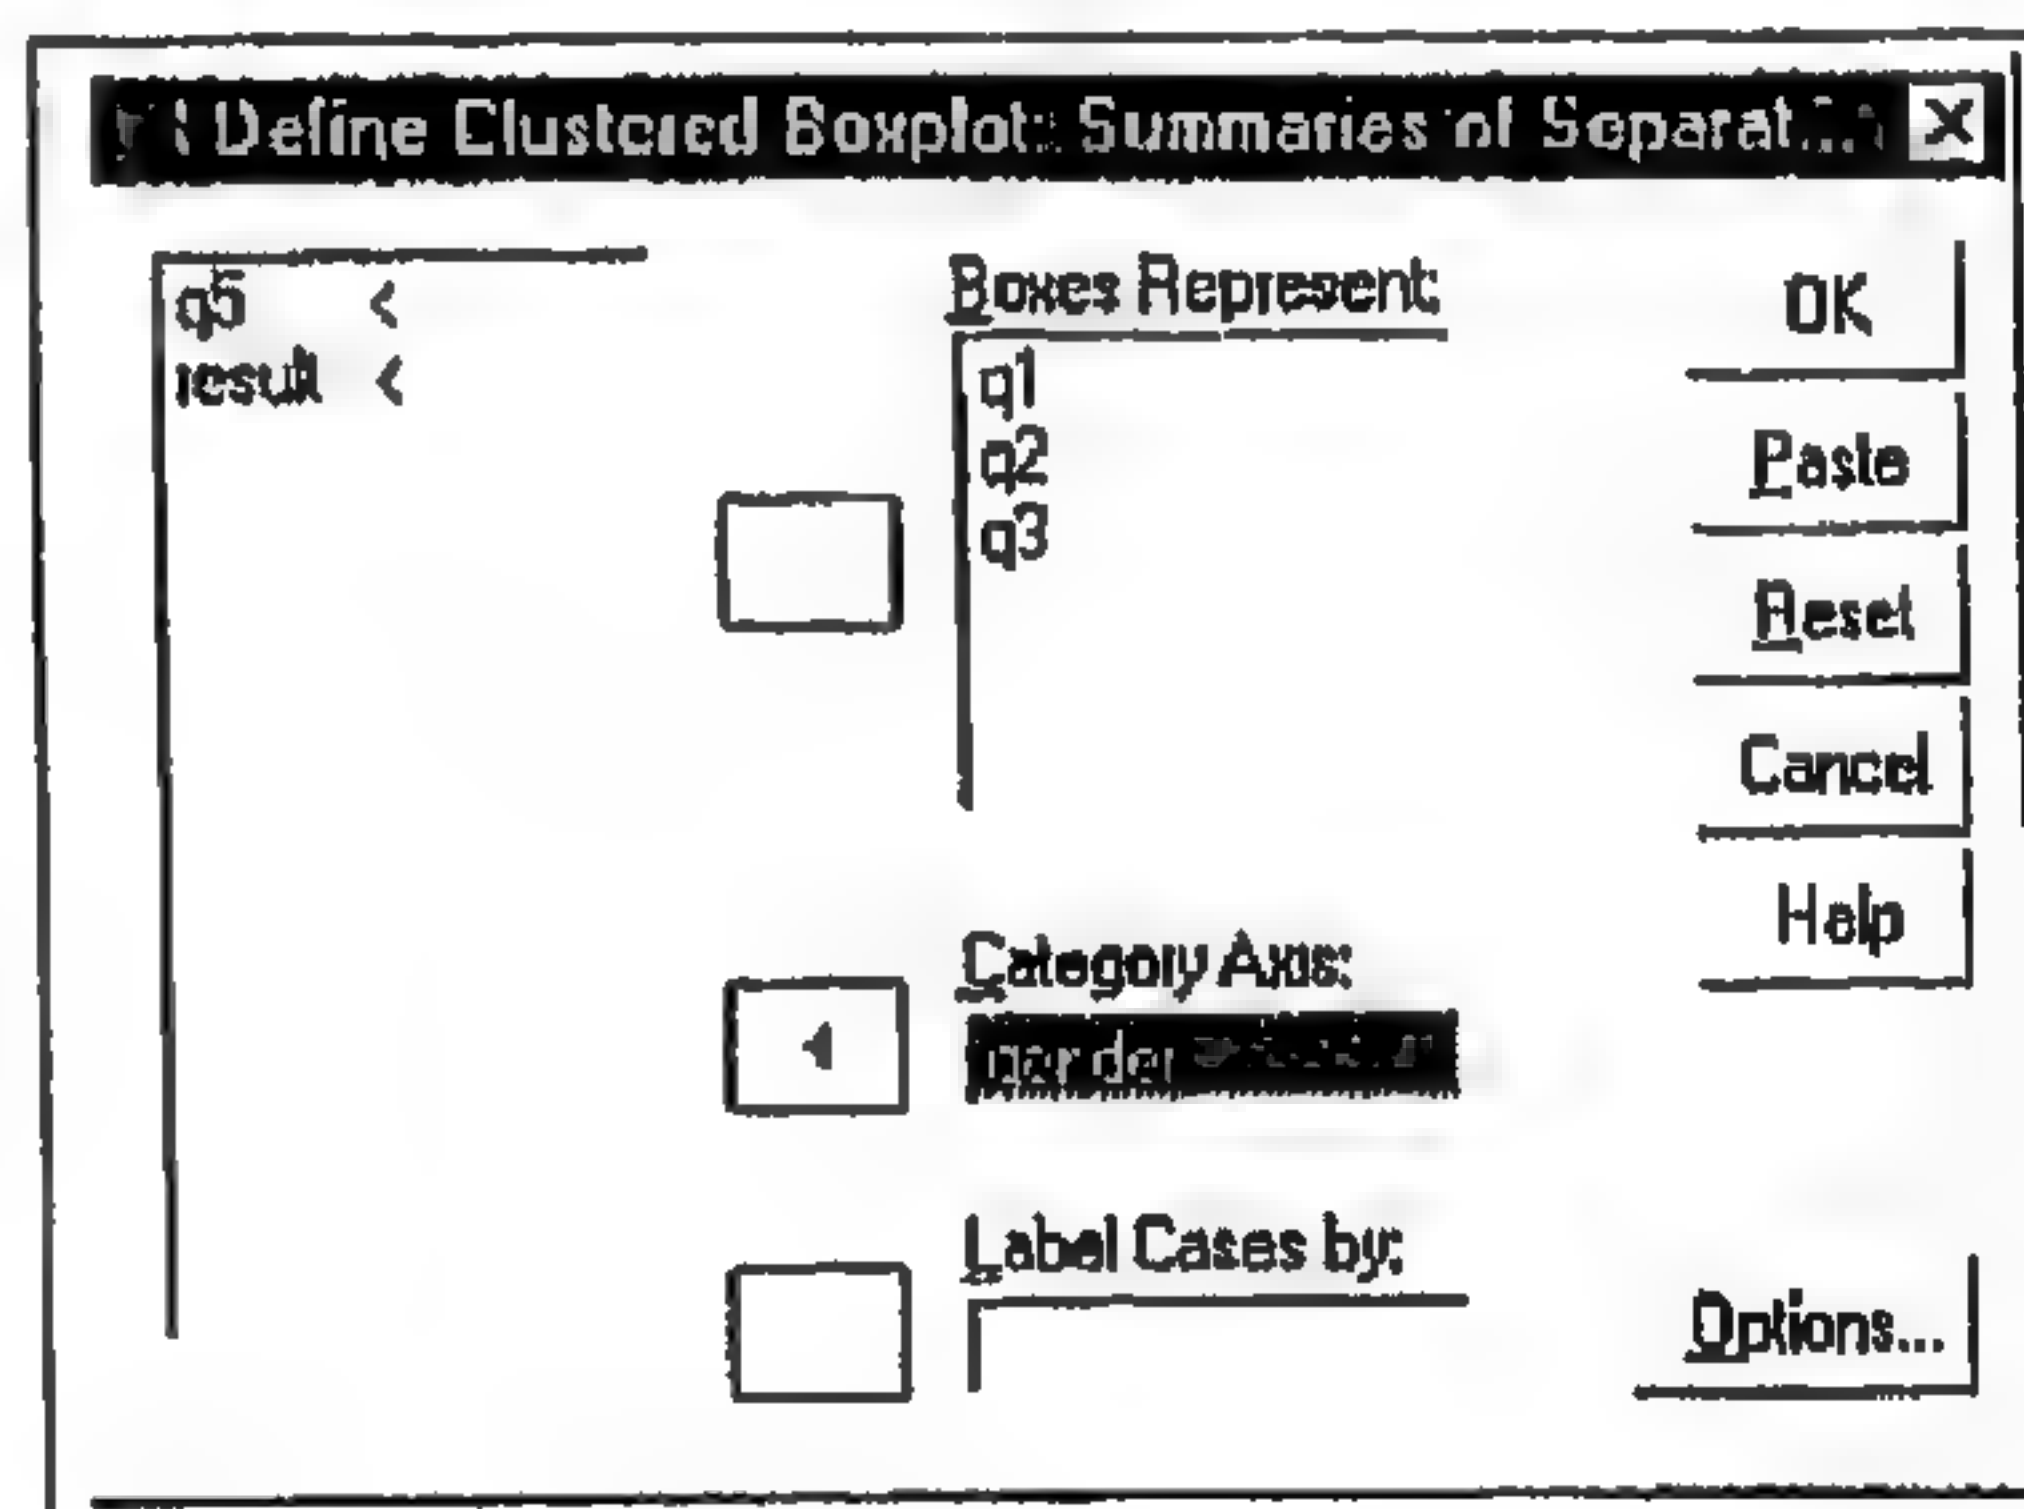 Define Clustered Boxplot: Summaries of Separat...
q5 <
result <
Boxes Represent:
q1
q2
q3
Category Axis:
gender
Label Cases by:
OK
Paste
Reset
Cancel
Help
Options...